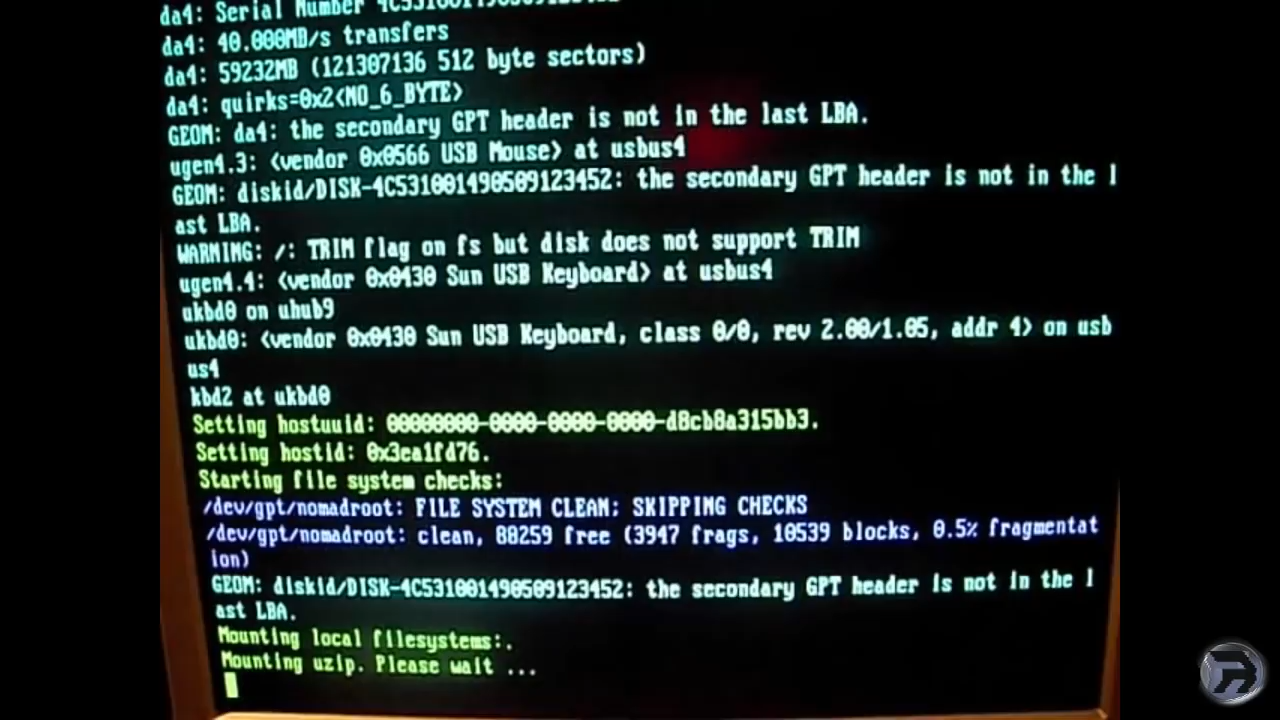 da4: Serial Number
da4: 40.000MB/s transfers
da4: 59232MB (121307136 512 byte sectors)
da4: quirks=0x2<NO_6_BYTE>
GEOM: da4: the secondary GPT header is not in the last LBA.
ugen4.3: <vendor 0x0566 USB Mouse> at usbus4
GEOM: diskid/DISK-4C531001490509123452: the secondary GPT header is not in the l
ast LBA.
WARNING: /: TRIM flag on fs but disk does not support TRIM
ugen4.4: <vendor 0x0430 Sun USB Keyboard> at usbus4
ukbd0 on uhub9
ukbd0: <vendor 0x0430 Sun USB Keyboard, class 0/0, rev 2.00/1.05, addr 4> on usb
us4
kbd2 at ukbd0
Setting hostuuid: 00000000-0000-0000-0000-d8cb8a315bb3.
Setting hostid: 0x3ea1fd76.
Starting file system checks:
/dev/gpt/nomadroot: FILE SYSTEM CLEAN; SKIPPING CHECKS
/dev/gpt/nomadroot: clean, 88259 free (3947 frags, 10539 blocks, 0.5% fragmentat
ion)
GEOM: diskid/DISK-4C531001490509123452: the secondary GPT header is not in the l
ast LBA.
Mounting local filesystems:.
Mounting uzip. Please wait ...